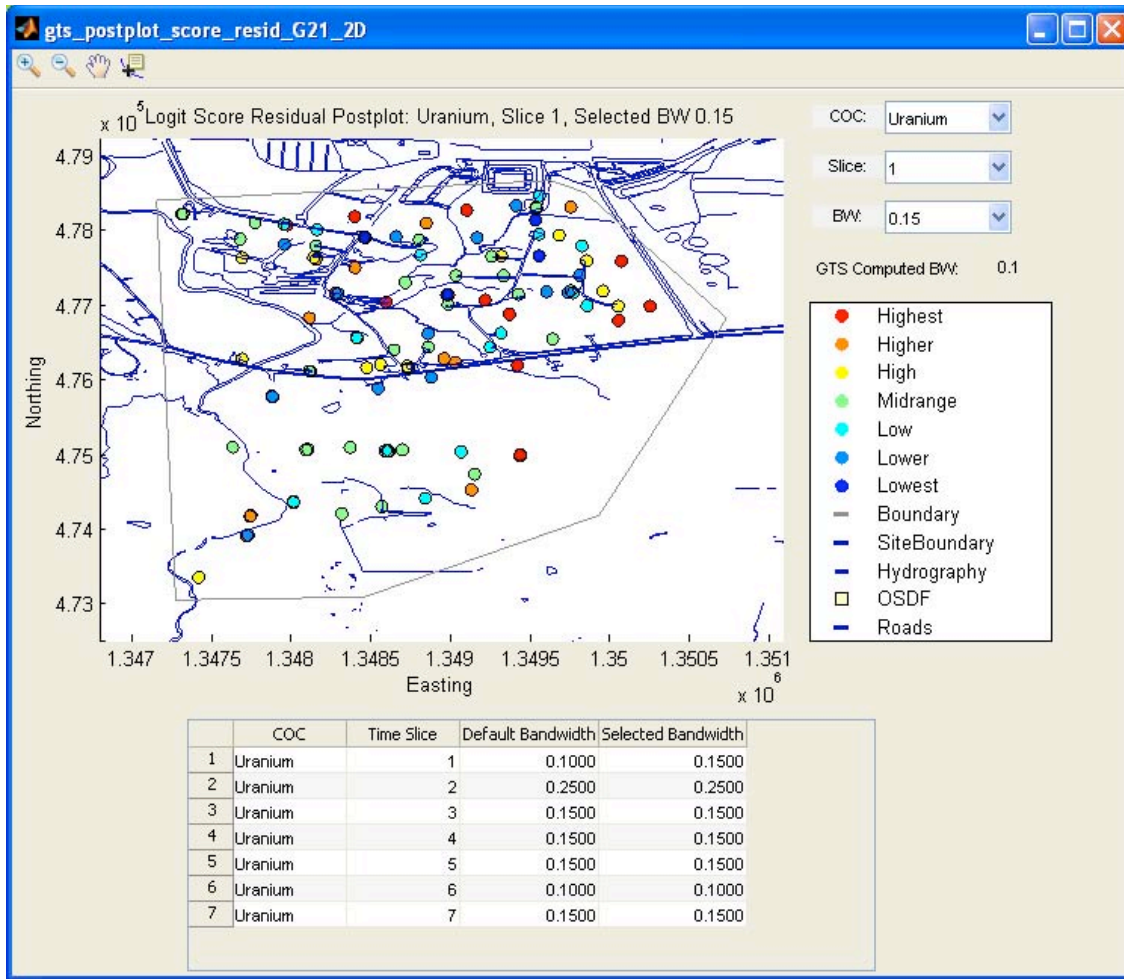 gts_postplot_score_resid_G21_2D
x 10^5 Logit Score Residual Postplot: Uranium, Slice 1, Selected BW 0.15
COC: Uranium
Slice: 1
BW: 0.15
GTS Computed BW: 0.1
4.79
4.78
4.77
4.76
4.75
4.74
4.73
Northing
1.347 1.3475 1.348 1.3485 1.349 1.3495 1.35 1.3505 1.351
Easting
x 10^6
Highest
Higher
High
Midrange
Low
Lower
Lowest
Boundary
SiteBoundary
Hydrography
OSDF
Roads
COC Time Slice Default Bandwidth Selected Bandwidth
1 Uranium 1 0.1000 0.1500
2 Uranium 2 0.2500 0.2500
3 Uranium 3 0.1500 0.1500
4 Uranium 4 0.1500 0.1500
5 Uranium 5 0.1500 0.1500
6 Uranium 6 0.1000 0.1000
7 Uranium 7 0.1500 0.1500